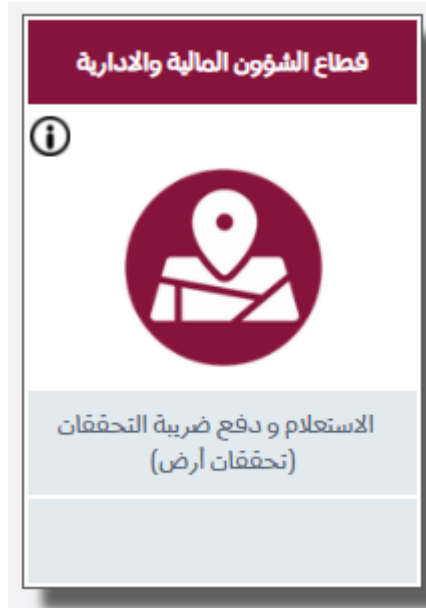 قطاع الشؤون المالية والادارية
الاستعلام و دفع ضريبة التحققات
(تحققات أرض)